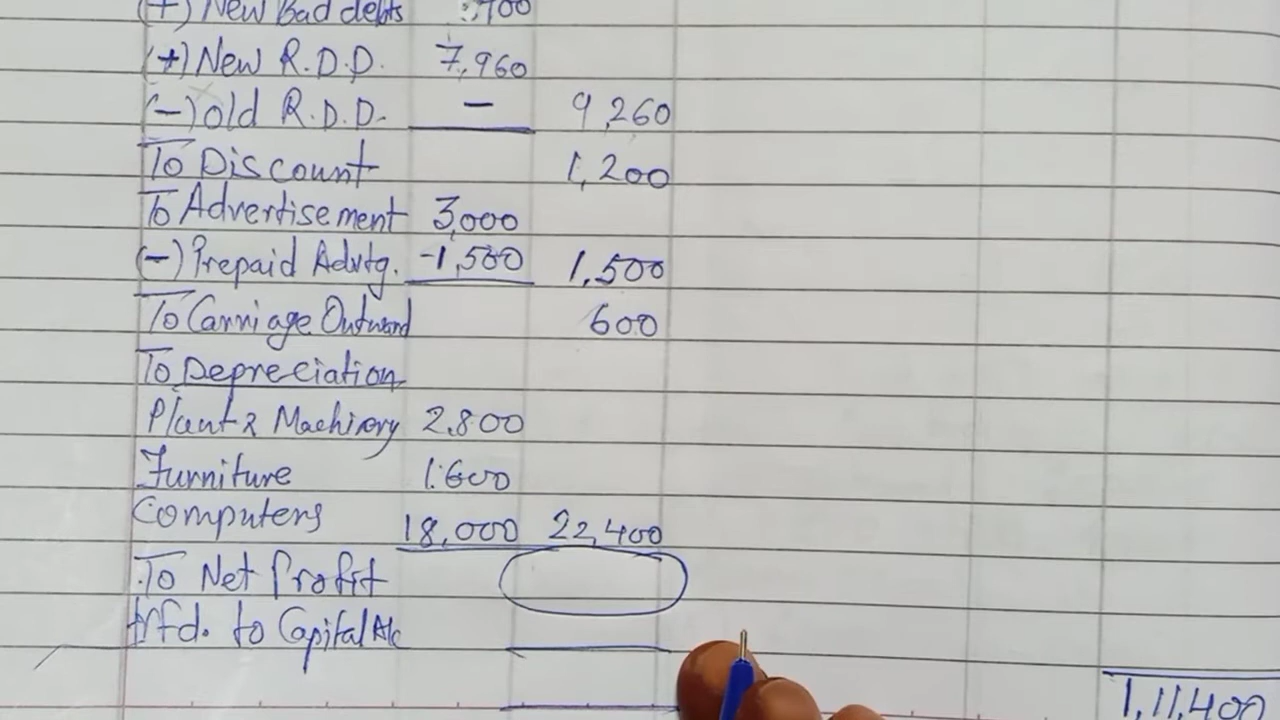 (+) New Bad debts
(+) New R.D.D. 7,960
(-) old R.D.D. - 9,260
To Discount 1,200
To Advertisement 3,000
(-) Prepaid Advtg. -1,500 1,500
To Carriage Outward 600
To Depreciation
Plant & Machinery 2,800
Furniture 1,600
Computers 18,000 22,400
To Net Profit
trfd. to Capital A/c
1,11,400